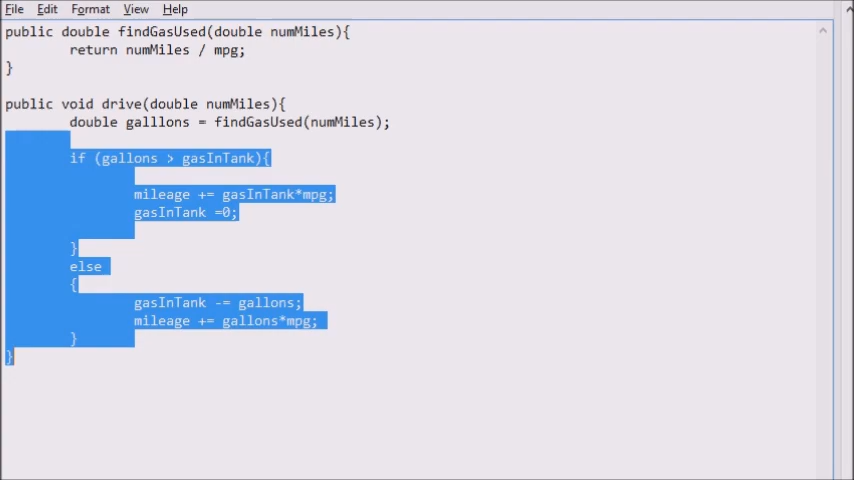 File Edit Format View Help
public double findGasUsed(double numMiles){
return numMiles / mpg;
}
public void drive(double numMiles){
double galllons = findGasUsed(numMiles);
if (gallons > gasInTank){
mileage += gasInTank*mpg;
gasInTank =0;
}
else
{
gasInTank -= gallons;
mileage += gallons*mpg;
}
}